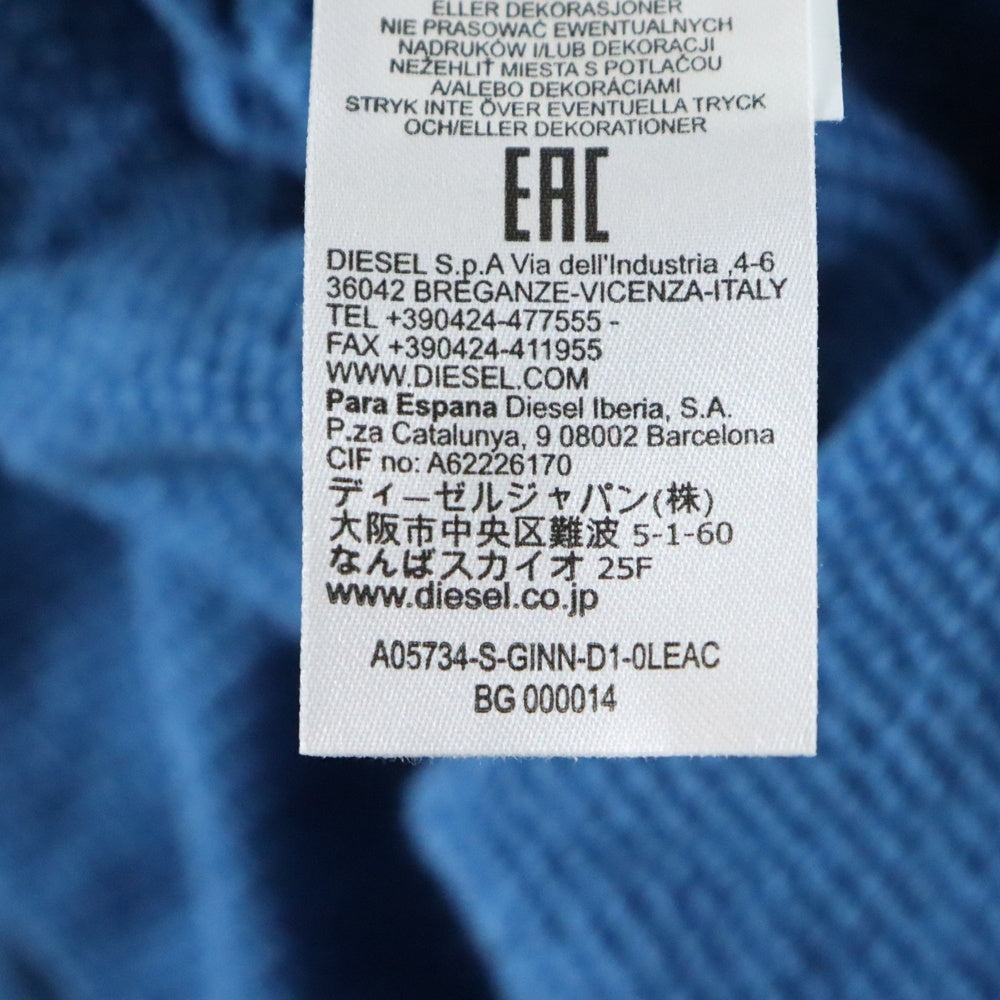 ELLER DEKORASJONER
NIE PRASOWAĆ EWENTUALNYCH
NADRUKÓW I/LUB DEKORACJI
NEŽEHLIŤ MIESTA S POTLAČOU
A/ALEBO DEKORÁCIAMI
STRYK INTE ÖVER EVENTUELLA TRYCK
OCH/ELLER DEKORATIONER
EAC
DIESEL S.p.A Via dell'Industria ,4-6
36042 BREGANZE-VICENZA-ITALY
TEL +390424-477555 -
FAX +390424-411955
WWW.DIESEL.COM
Para Espana Diesel Iberia, S.A.
P.za Catalunya, 9 08002 Barcelona
CIF no: A62226170
ディーゼルジャパン(株)
大阪市中央区難波 5-1-60
なんばスカイオ 25F
www.diesel.co.jp
A05734-S-GINN-D1-0LEAC
BG 000014